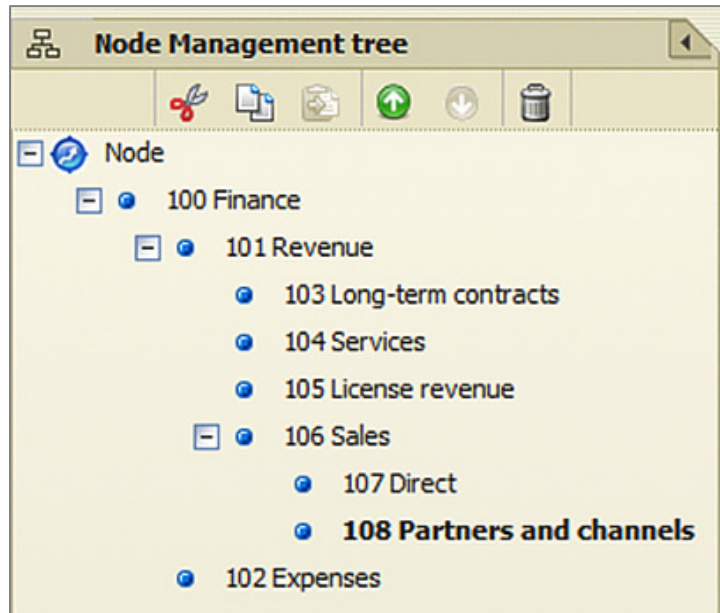 Node Management tree
Node
100 Finance
101 Revenue
103 Long-term contracts
104 Services
105 License revenue
106 Sales
107 Direct
108 Partners and channels
102 Expenses